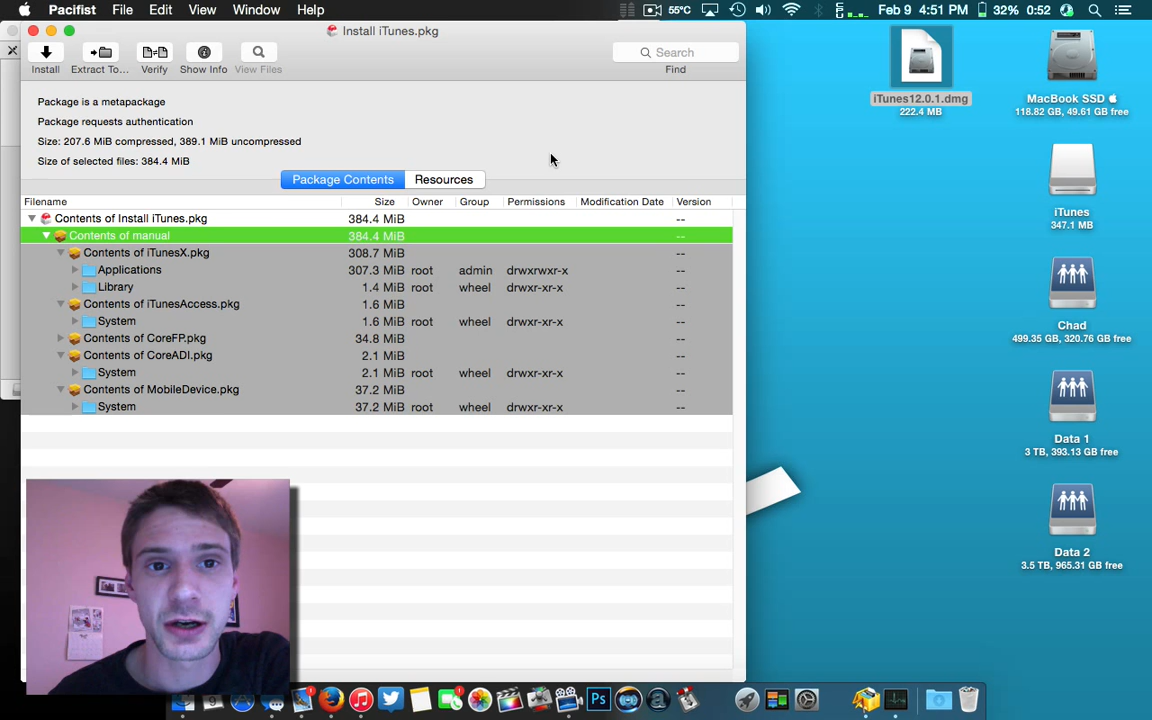 Pacifist File Edit View Window Help 55°C Feb 9 4:51 PM 32% 0:52
Install iTunes.pkg
Install Extract To... Verify Show Info View Files Search
Find
Package is a metapackage
Package requests authentication
Size: 207.6 MiB compressed, 389.1 MiB uncompressed
Size of selected files: 384.4 MiB
Package Contents Resources
Filename Size Owner Group Permissions Modification Date Version
Contents of Install iTunes.pkg 384.4 MiB --
Contents of manual 384.4 MiB --
Contents of iTunesX.pkg 308.7 MiB --
Applications 307.3 MiB root admin drwxrwxr-x --
Library 1.4 MiB root wheel drwxr-xr-x --
Contents of iTunesAccess.pkg 1.6 MiB --
System 1.6 MiB root wheel drwxr-xr-x --
Contents of CoreFP.pkg 34.8 MiB --
Contents of CoreADI.pkg 2.1 MiB --
System 2.1 MiB root wheel drwxr-xr-x --
Contents of MobileDevice.pkg 37.2 MiB --
System 37.2 MiB root wheel drwxr-xr-x --
iTunes12.0.1.dmg
222.4 MB
MacBook SSD
118.82 GB, 49.61 GB free
iTunes
347.1 MB
Chad
499.35 GB, 320.76 GB free
Data 1
3 TB, 393.13 GB free
Data 2
3.5 TB, 965.31 GB free
Ps